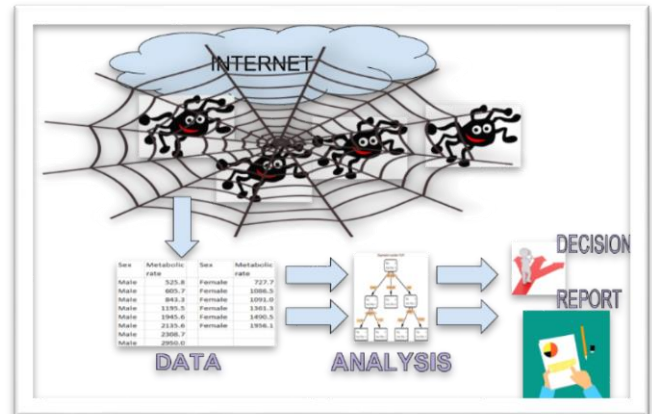 INTERNET
DECISION
Sex Metabolic rate Sex Metabolic rate
Male 525.8 Female 727.7
Male 605.7 Female 1086.5
Male 843.3 Female 1091.0
Male 1195.5 Female 1361.3
Male 1945.6 Female 1490.5
Male 2135.6 Female 1956.1
Male 2308.7
Male 2950.0
REPORT
DATA
ANALYSIS